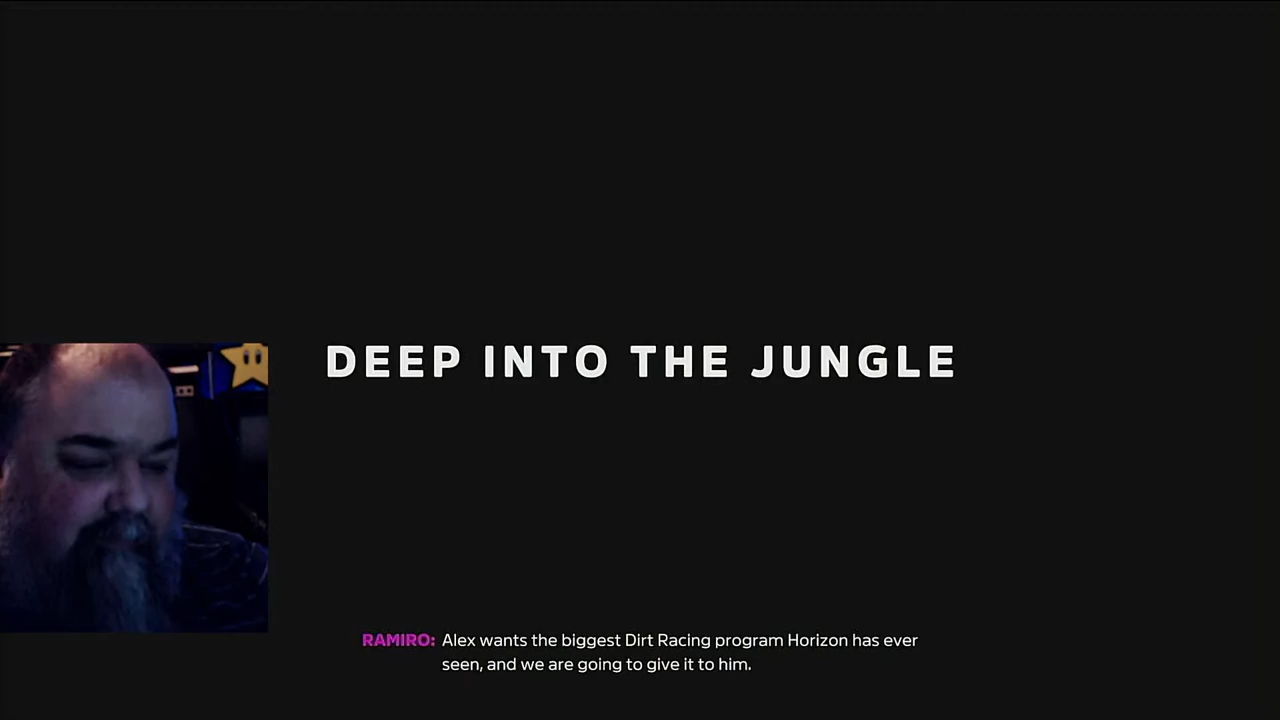 DEEP INTO THE JUNGLE
RAMIRO: Alex wants the biggest Dirt Racing program Horizon has ever
seen, and we are going to give it to him.